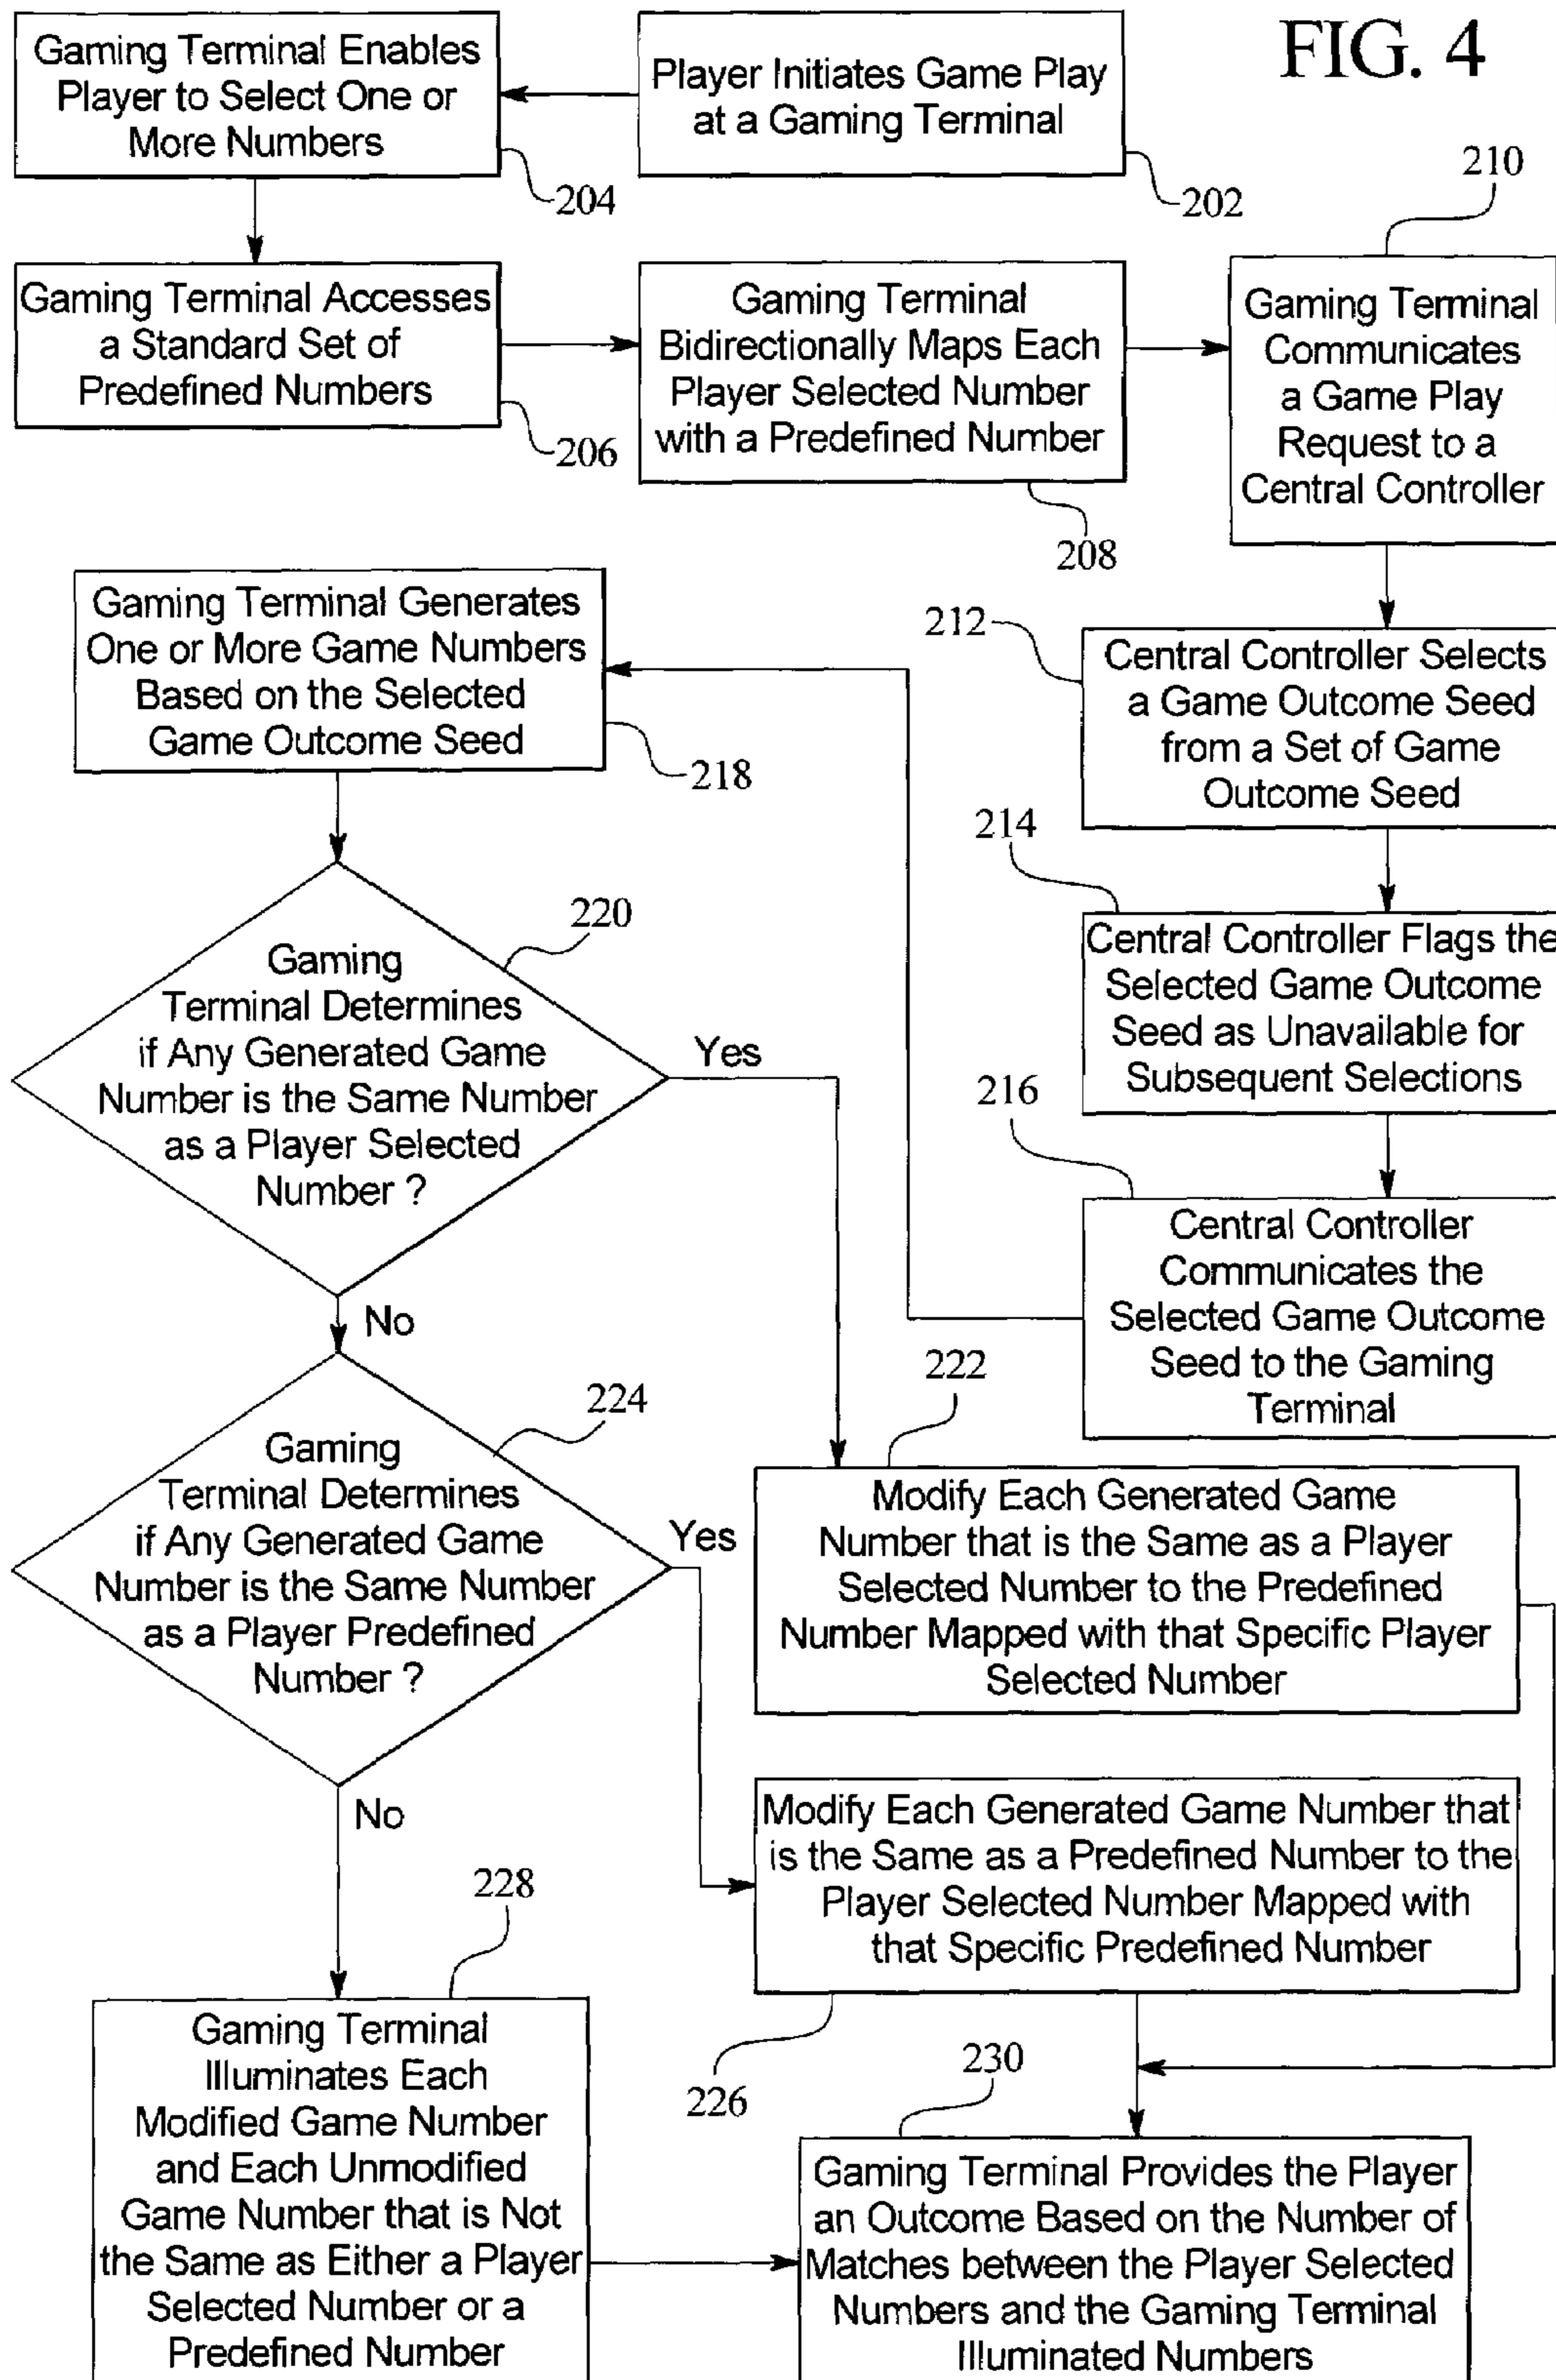 FIG. 4
Player Initiates Game Play
at a Gaming Terminal
202
Gaming Terminal Enables
Player to Select One or
More Numbers
204
Gaming Terminal Accesses
a Standard Set of
Predefined Numbers
206
Gaming Terminal
Bidirectionally Maps Each
Player Selected Number
with a Predefined Number
208
210
Gaming Terminal
Communicates
a Game Play
Request to a
Central Controller
212
Central Controller Selects
a Game Outcome Seed
from a Set of Game
Outcome Seed
214
Central Controller Flags the
Selected Game Outcome
Seed as Unavailable for
Subsequent Selections
216
Central Controller
Communicates the
Selected Game Outcome
Seed to the Gaming
Terminal
Gaming Terminal Generates
One or More Game Numbers
Based on the Selected
Game Outcome Seed
218
220
Gaming
Terminal Determines
if Any Generated Game
Number is the Same Number
as a Player Selected
Number ?
Yes
No
222
Modify Each Generated Game
Number that is the Same as a Player
Selected Number to the Predefined
Number Mapped with that Specific Player
Selected Number
224
Gaming
Terminal Determines
if Any Generated Game
Number is the Same Number
as a Player Predefined
Number ?
Yes
No
Modify Each Generated Game Number that
is the Same as a Predefined Number to the
Player Selected Number Mapped with
that Specific Predefined Number
226
228
Gaming Terminal
Illuminates Each
Modified Game Number
and Each Unmodified
Game Number that is Not
the Same as Either a Player
Selected Number or a
Predefined Number
230
Gaming Terminal Provides the Player
an Outcome Based on the Number of
Matches between the Player Selected
Numbers and the Gaming Terminal
Illuminated Numbers